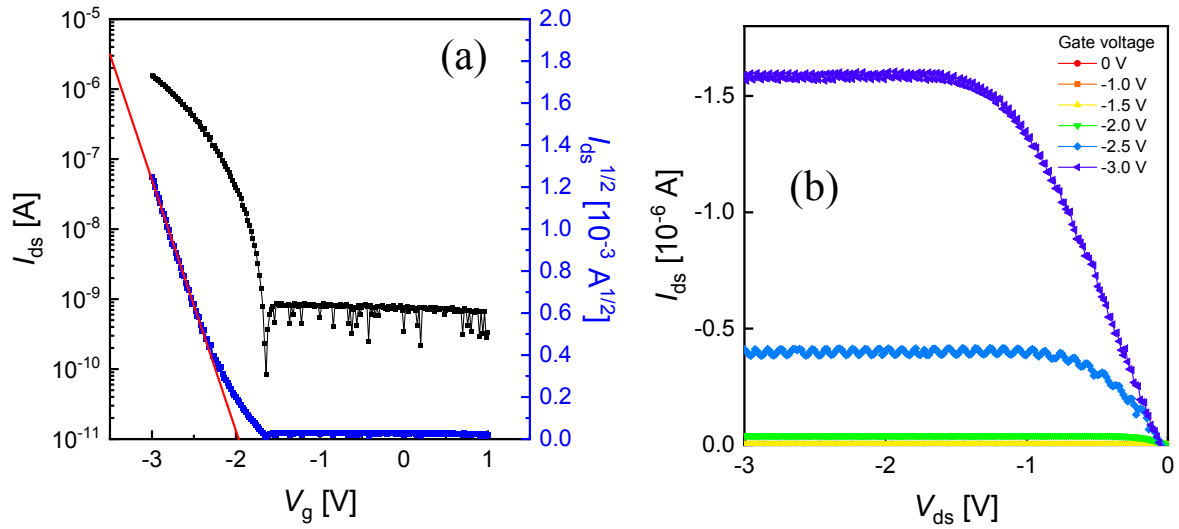 (a)
I_ds [A]
10^-5
10^-6
10^-7
10^-8
10^-9
10^-10
10^-11
-3 -2 -1 0 1
V_g [V]
2.0
1.8
1.6
1.4
1.2
1.0
0.8
0.6
0.4
0.2
0.0
I_ds^1/2 [10^-3 A^1/2]
(b)
I_ds [10^-6 A]
-1.5
-1.0
-0.5
0.0
-3 -2 -1 0
V_ds [V]
Gate voltage
0 V
-1.0 V
-1.5 V
-2.0 V
-2.5 V
-3.0 V